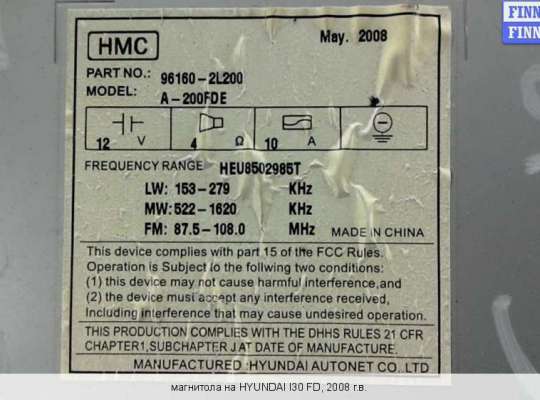 FINN
FINN
HMC
May. 2008
PART NO.: 96160-2L200
MODEL: A-200FDE
12 V 4 Ω 10 A
FREQUENCY RANGE HEU8502985T
LW: 153-279 KHz
MW: 522-1620 KHz
FM: 87.5-108.0 MHz MADE IN CHINA
This device complies with part 15 of the FCC Rules.
Operation is Subject to the follwing two conditions:
(1) this device may not cause harmful interference,and
(2) the device must accept any interference received,
Including interference that may cause undesired operation.
THIS PRODUCTION COMPLIES WITH THE DHHS RULES 21 CFR
CHAPTER1,SUBCHAPTER J,AT DATE OF MANUFACTURE.
MANUFACTURED :HYUNDAI AUTONET CO. LTD
магнитола на HYUNDAI I30 FD, 2008 г.в.